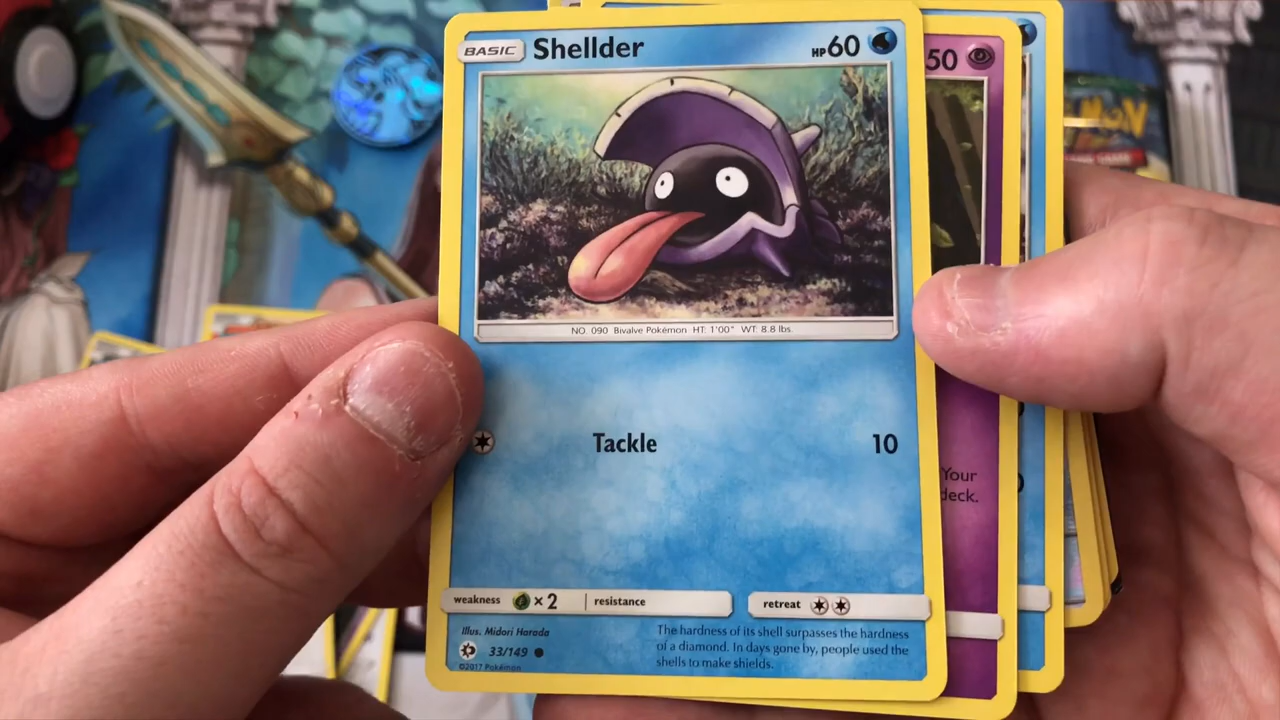 BASIC Shellder HP60
50
NO. 090 Bivalve Pokémon HT: 1'00" WT: 8.8 lbs.
Tackle 10
Your
deck.
weakness ×2 resistance
retreat
Illus. Midori Harada
33/149
©2017 Pokémon
The hardness of its shell surpasses the hardness
of a diamond. In days gone by, people used the
shells to make shields.